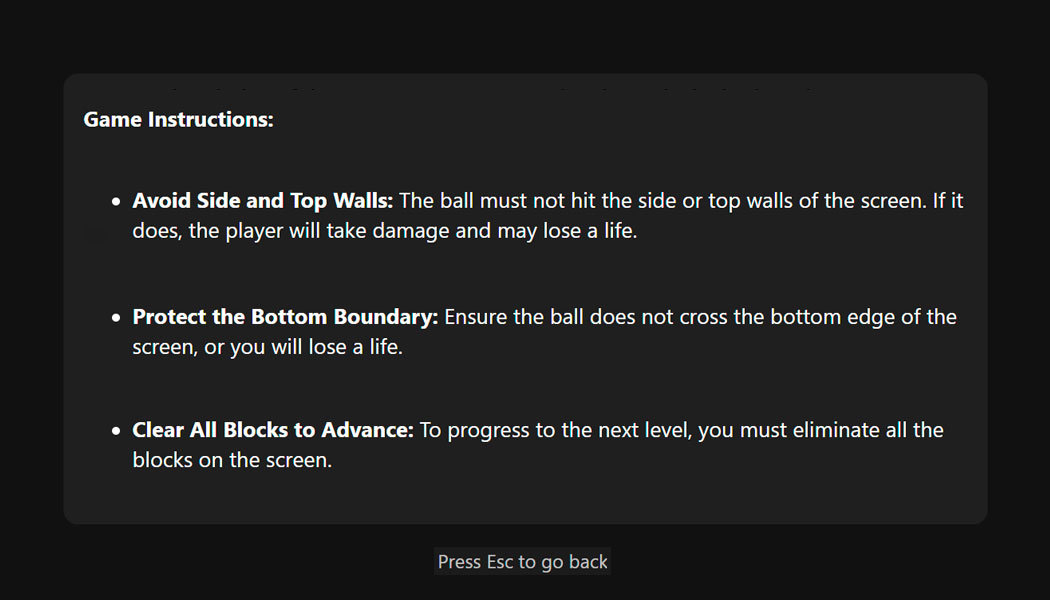 Game Instructions:
• Avoid Side and Top Walls: The ball must not hit the side or top walls of the screen. If it
does, the player will take damage and may lose a life.
• Protect the Bottom Boundary: Ensure the ball does not cross the bottom edge of the
screen, or you will lose a life.
• Clear All Blocks to Advance: To progress to the next level, you must eliminate all the
blocks on the screen.
Press Esc to go back